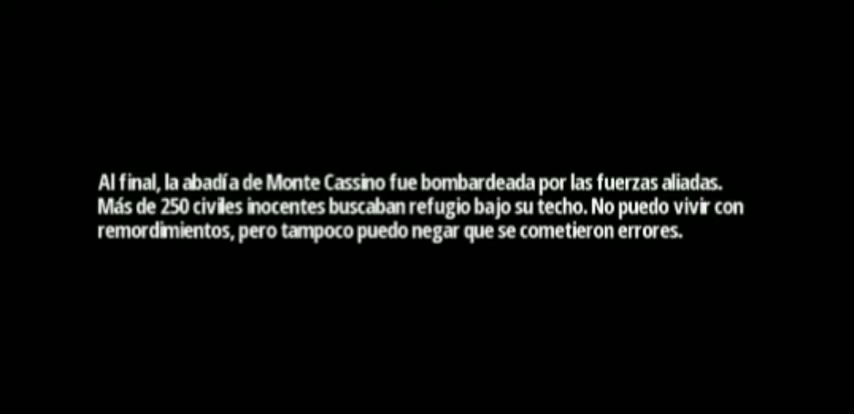 Al final, la abadía de Monte Cassino fue bombardeada por las fuerzas aliadas.
Más de 250 civiles inocentes buscaban refugio bajo su techo. No puedo vivir con
remordimientos, pero tampoco puedo negar que se cometieron errores.